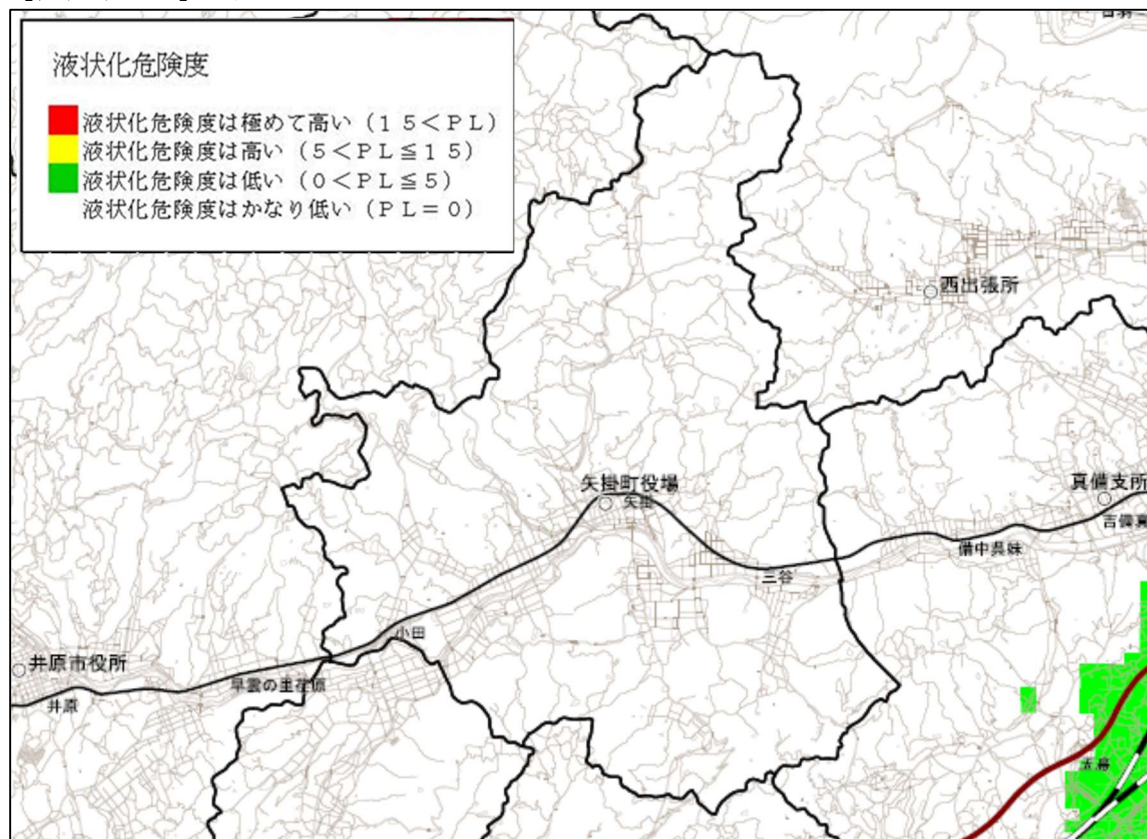 液状化危険度
液状化危険度は極めて高い（１５＜ＰＬ）
液状化危険度は高い（５＜ＰＬ≦１５）
液状化危険度は低い（０＜ＰＬ≦５）
液状化危険度はかなり低い（ＰＬ＝０）
西出張所
矢掛町役場
矢掛
真備支所
吉備真
備中呉妹
三谷
小田
井原市役所
早雲の里荏原
井原